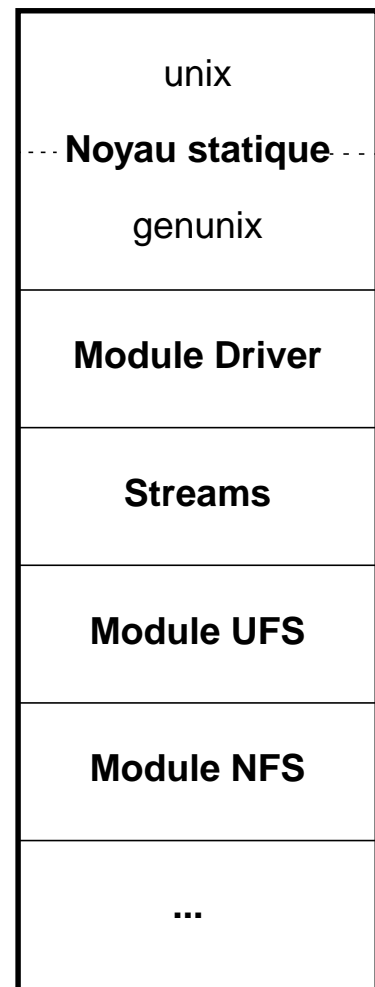 unix
Noyau statique
genunix
Module Driver
Streams
Module UFS
Module NFS
...